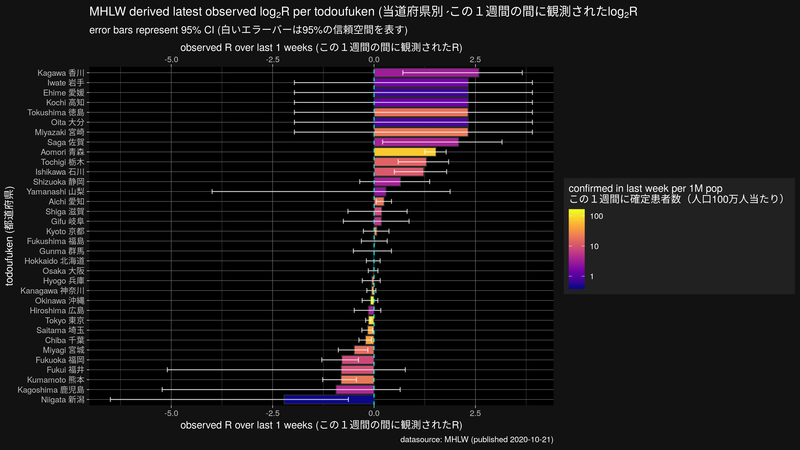 MHLW derived latest observed log₂R per todoufuken (当道府県別 -この１週間の間に観測されたlog₂R
error bars represent 95% CI (白いエラーバーは95%の信頼空間を表す)
observed R over last 1 weeks (この１週間の間に観測されたR)
-5.0 -2.5 0.0 2.5
todoufuken (都道府県)
Kagawa 香川
Iwate 岩手
Ehime 愛媛
Kochi 高知
Tokushima 徳島
Oita 大分
Miyazaki 宮崎
Saga 佐賀
Aomori 青森
Tochigi 栃木
Ishikawa 石川
Shizuoka 静岡
Yamanashi 山梨
Aichi 愛知
Shiga 滋賀
Gifu 岐阜
Kyoto 京都
Fukushima 福島
Gunma 群馬
Hokkaido 北海道
Osaka 大阪
Hyogo 兵庫
Kanagawa 神奈川
Okinawa 沖縄
Hiroshima 広島
Tokyo 東京
Saitama 埼玉
Chiba 千葉
Miyagi 宮城
Fukuoka 福岡
Fukui 福井
Kumamoto 熊本
Kagoshima 鹿児島
Niigata 新潟
-5.0 -2.5 0.0 2.5
observed R over last 1 weeks (この１週間の間に観測されたR)
datasource: MHLW (published 2020-10-21)
confirmed in last week per 1M pop
この１週間に確定患者数（人口100万人当たり）
100
10
1